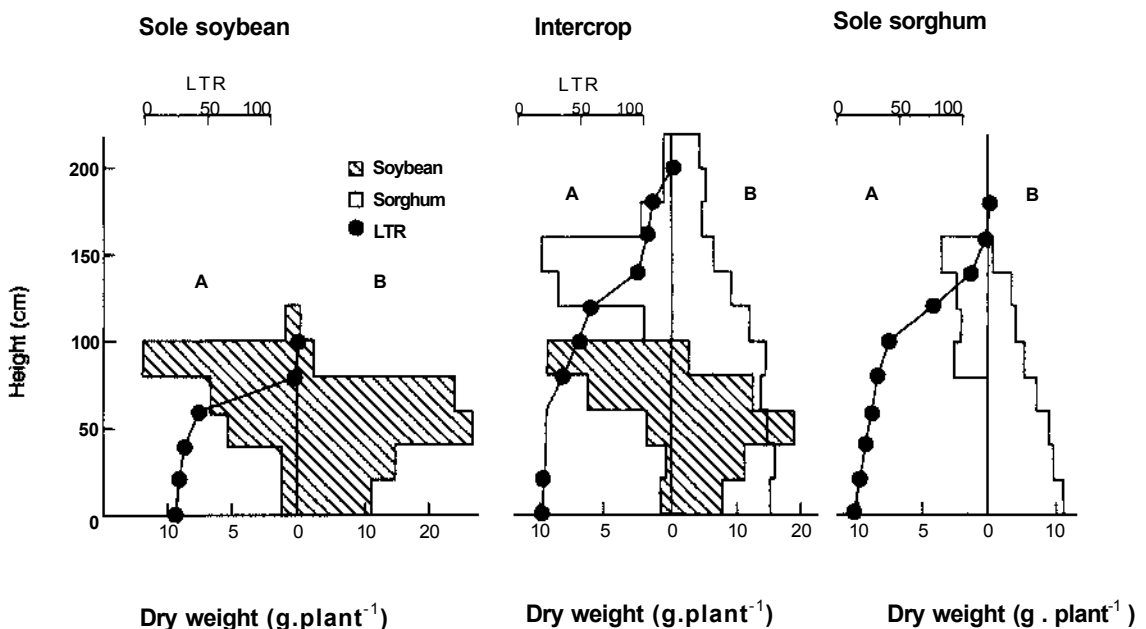 Sole soybean
Intercrop
Sole sorghum
LTR
0 50 100
LTR
0 50 100
0 50 100
Height (cm)
200
150
100
50
0
Soybean
Sorghum
LTR
A B
A B
A B
10 5 0 10 20
10 5 0 10 20
10 5 0 10
Dry weight (g.plant-1)
Dry weight (g.plant-1)
Dry weight (g . plant-1)